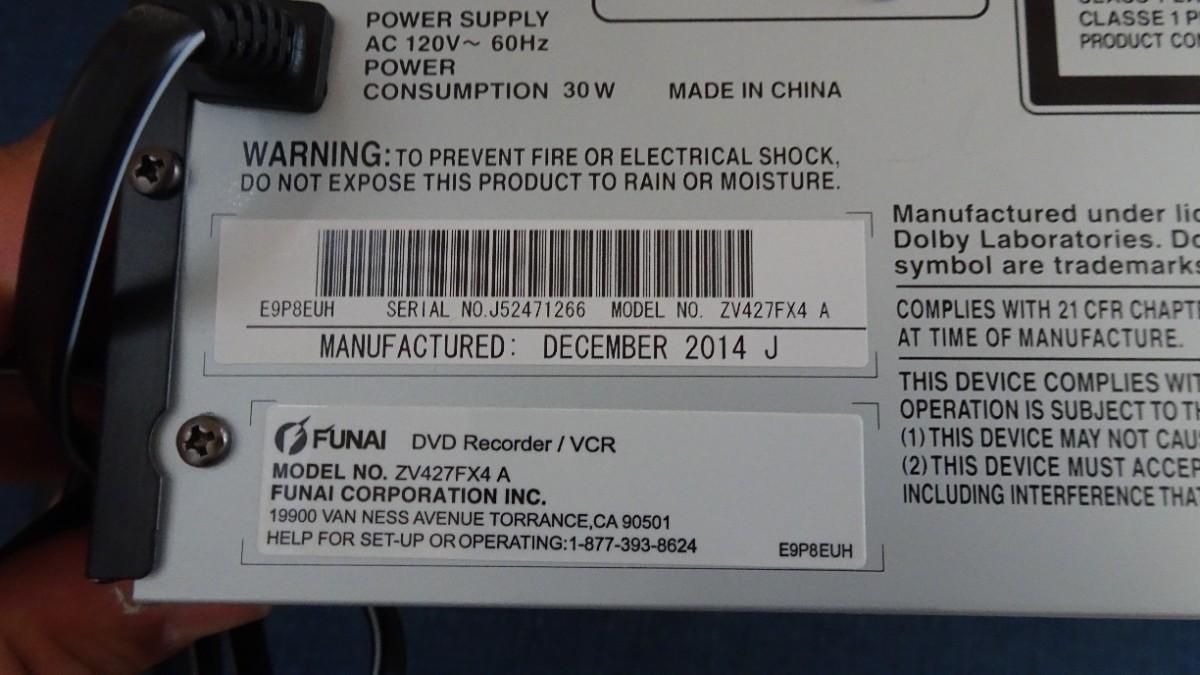 POWER SUPPLY
AC 120V~ 60Hz
POWER
CONSUMPTION 30 W MADE IN CHINA
CLASSE 1
PRODUCT
WARNING: TO PREVENT FIRE OR ELECTRICAL SHOCK,
DO NOT EXPOSE THIS PRODUCT TO RAIN OR MOISTURE.
E9P8EUH SERIAL NO.J52471266 MODEL NO. ZV427FX4 A
MANUFACTURED: DECEMBER 2014 J
FUNAI DVD Recorder / VCR
MODEL NO. ZV427FX4 A
FUNAI CORPORATION INC.
19900 VAN NESS AVENUE TORRANCE,CA 90501
HELP FOR SET-UP OR OPERATING:1-877-393-8624 E9P8EUH
Manufactured under
Dolby Laboratories.
symbol are trademarks
COMPLIES WITH 21 CFR
AT TIME OF MANUFACTURE.
THIS DEVICE COMPLIES
OPERATION IS SUBJECT TO
(1) THIS DEVICE MAY NOT
(2) THIS DEVICE MUST
INCLUDING INTERFERENCE